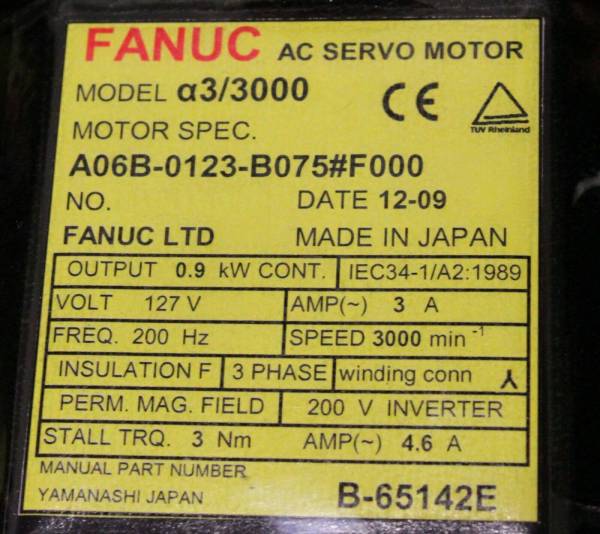 FANUC AC SERVO MOTOR
MODEL α3/3000
CE
TUV Rheinland
MOTOR SPEC.
A06B-0123-B075#F000
NO. DATE 12-09
FANUC LTD MADE IN JAPAN
OUTPUT 0.9 kW CONT. IEC34-1/A2:1989
VOLT 127 V AMP(~) 3 A
FREQ. 200 Hz SPEED 3000 min⁻¹
INSULATION F 3 PHASE winding conn
PERM. MAG. FIELD 200 V INVERTER
STALL TRQ. 3 Nm AMP(~) 4.6 A
MANUAL PART NUMBER
YAMANASHI JAPAN B-65142E